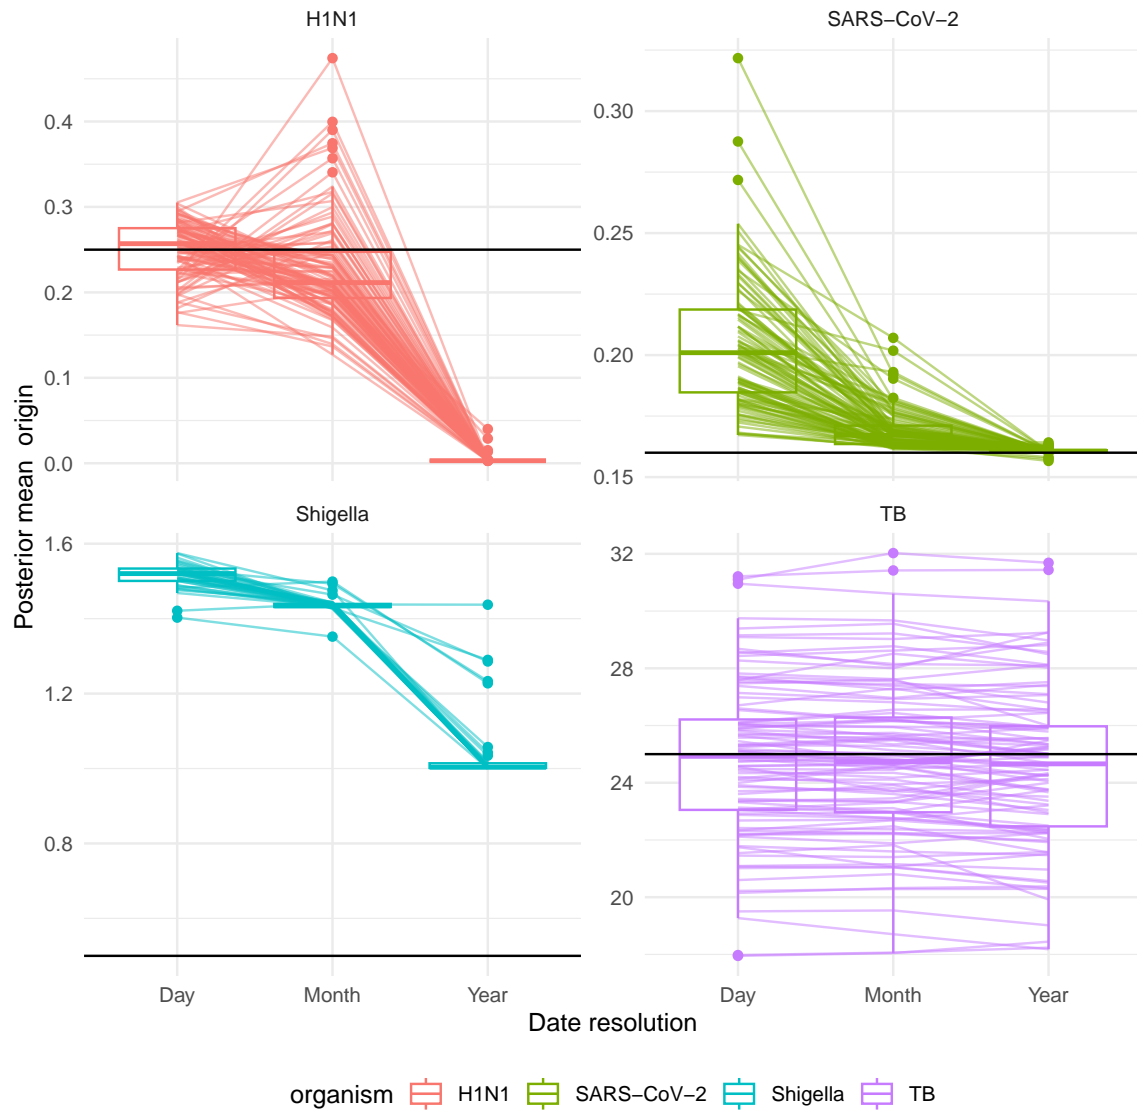 H1N1
SARS−CoV−2
0.4
0.3
0.2
0.1
0.0
0.30
0.25
0.20
0.15
Posterior mean origin
Shigella
TB
1.6
1.2
0.8
32
28
24
20
Day Month Year
Day Month Year
Date resolution
organism H1N1 SARS−CoV−2 Shigella TB